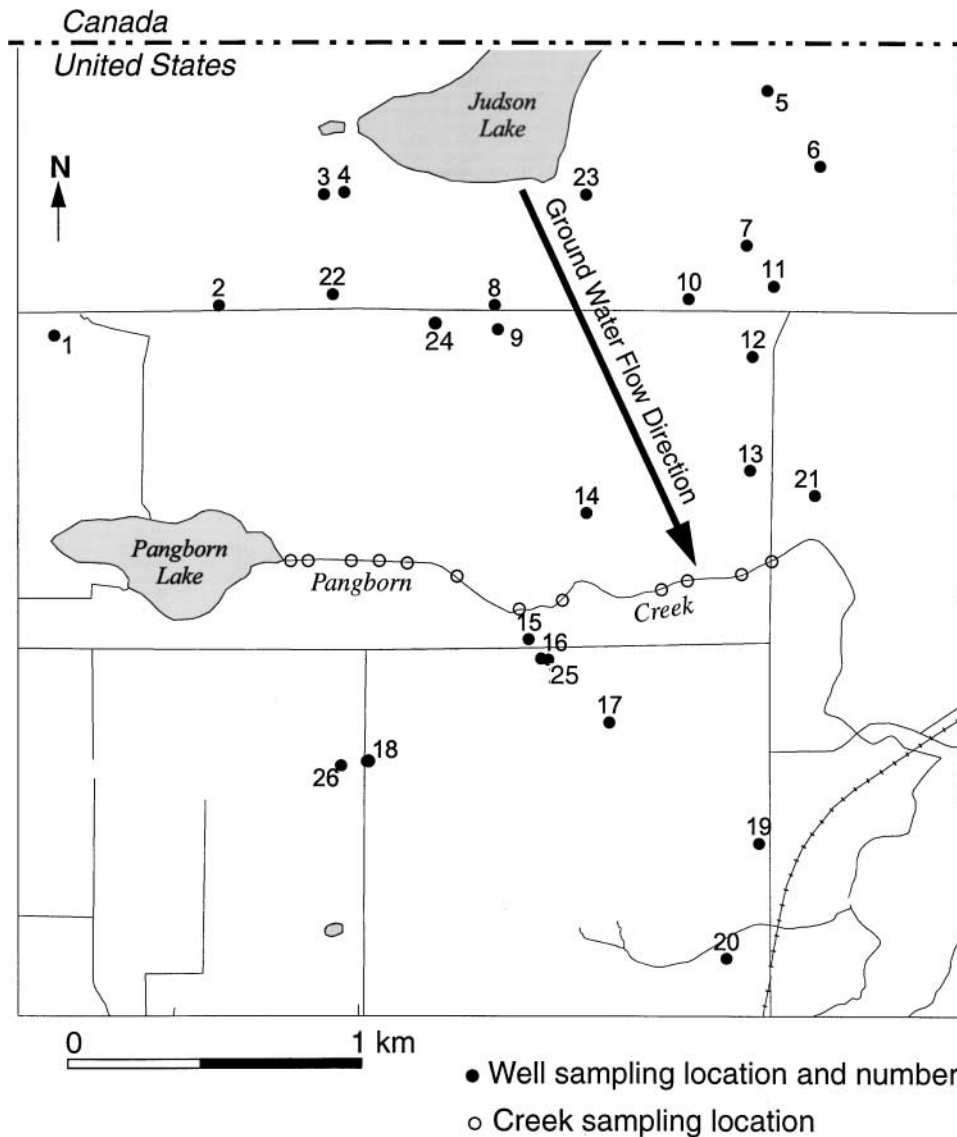 Canada
United States
Judson
Lake
5
6
N
3 4
23
7
22
2
8
10
11
1
24
9
12
Ground Water Flow Direction
13
21
14
Pangborn
Lake
Pangborn
Creek
15
16
25
17
18
26
19
20
0 1 km
Well sampling location and number
Creek sampling location